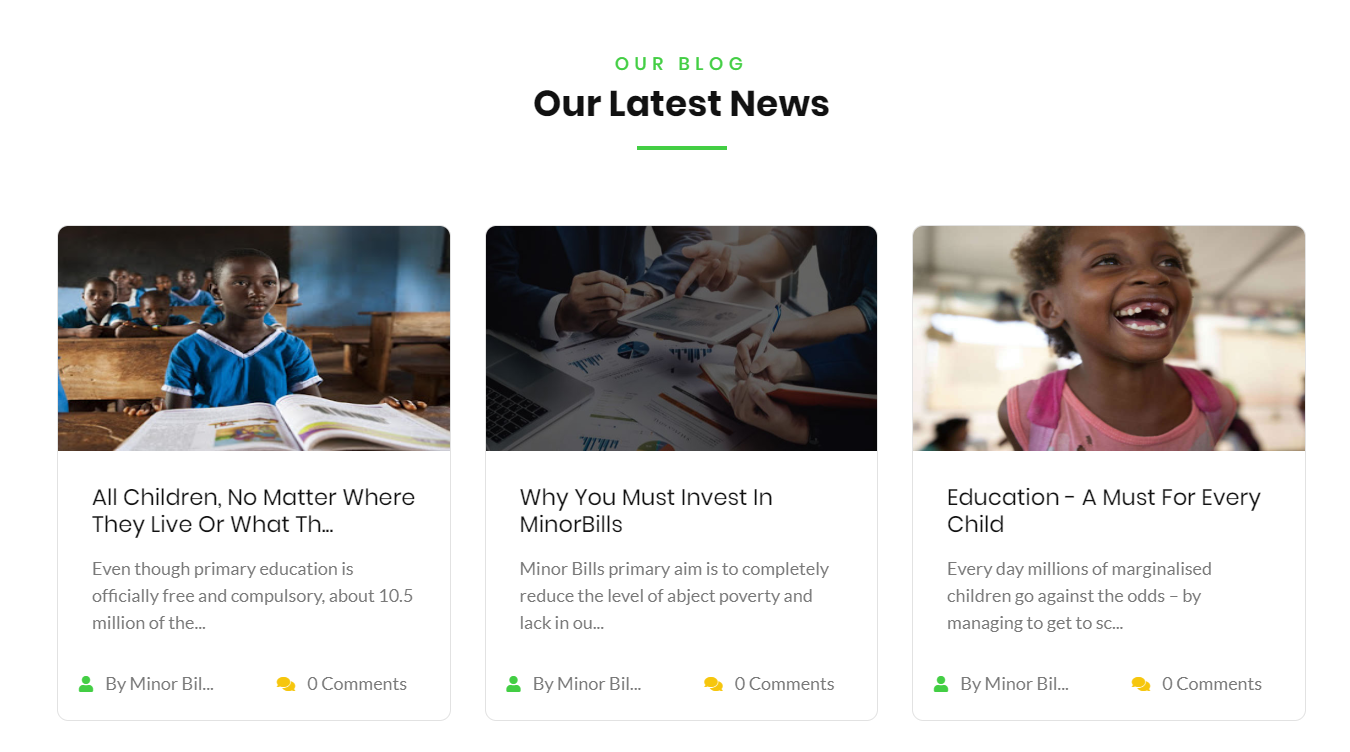 OUR BLOG
Our Latest News
All Children, No Matter Where
They Live Or What Th...
Even though primary education is
officially free and compulsory, about 10.5
million of the...
By Minor Bil...
0 Comments
Why You Must Invest In
MinorBills
Minor Bills primary aim is to completely
reduce the level of abject poverty and
lack in ou...
By Minor Bil...
0 Comments
Education - A Must For Every
Child
Every day millions of marginalised
children go against the odds – by
managing to get to sc...
By Minor Bil...
0 Comments